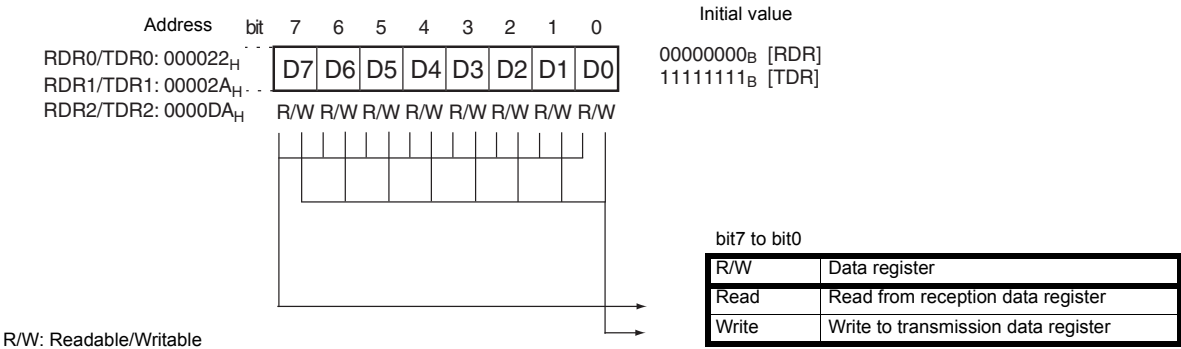 Address bit 7 6 5 4 3 2 1 0 Initial value
RDR0/TDR0: 000022H D7 D6 D5 D4 D3 D2 D1 D0 00000000B [RDR]
RDR1/TDR1: 00002AH 11111111B [TDR]
RDR2/TDR2: 0000DAH R/W R/W R/W R/W R/W R/W R/W R/W
bit7 to bit0
R/W Data register
Read Read from reception data register
Write Write to transmission data register
R/W: Readable/Writable